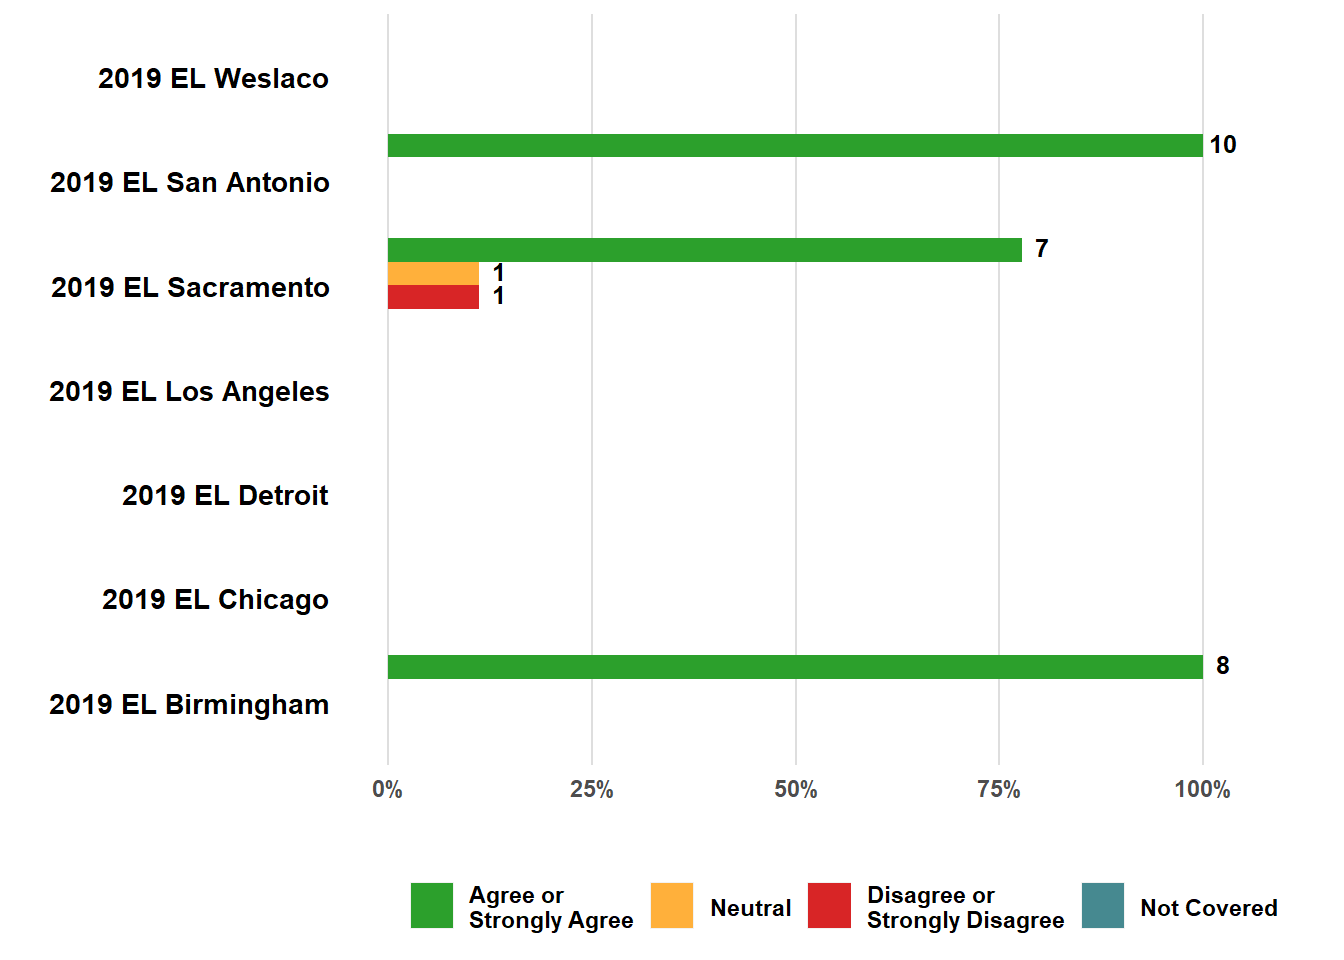 2019 EL Weslaco
10
2019 EL San Antonio
7
1
2019 EL Sacramento
1
2019 EL Los Angeles
2019 EL Detroit
2019 EL Chicago
8
2019 EL Birmingham
0% 25% 50% 75% 100%
Agree or
Strongly Agree
Neutral
Disagree or
Strongly Disagree
Not Covered